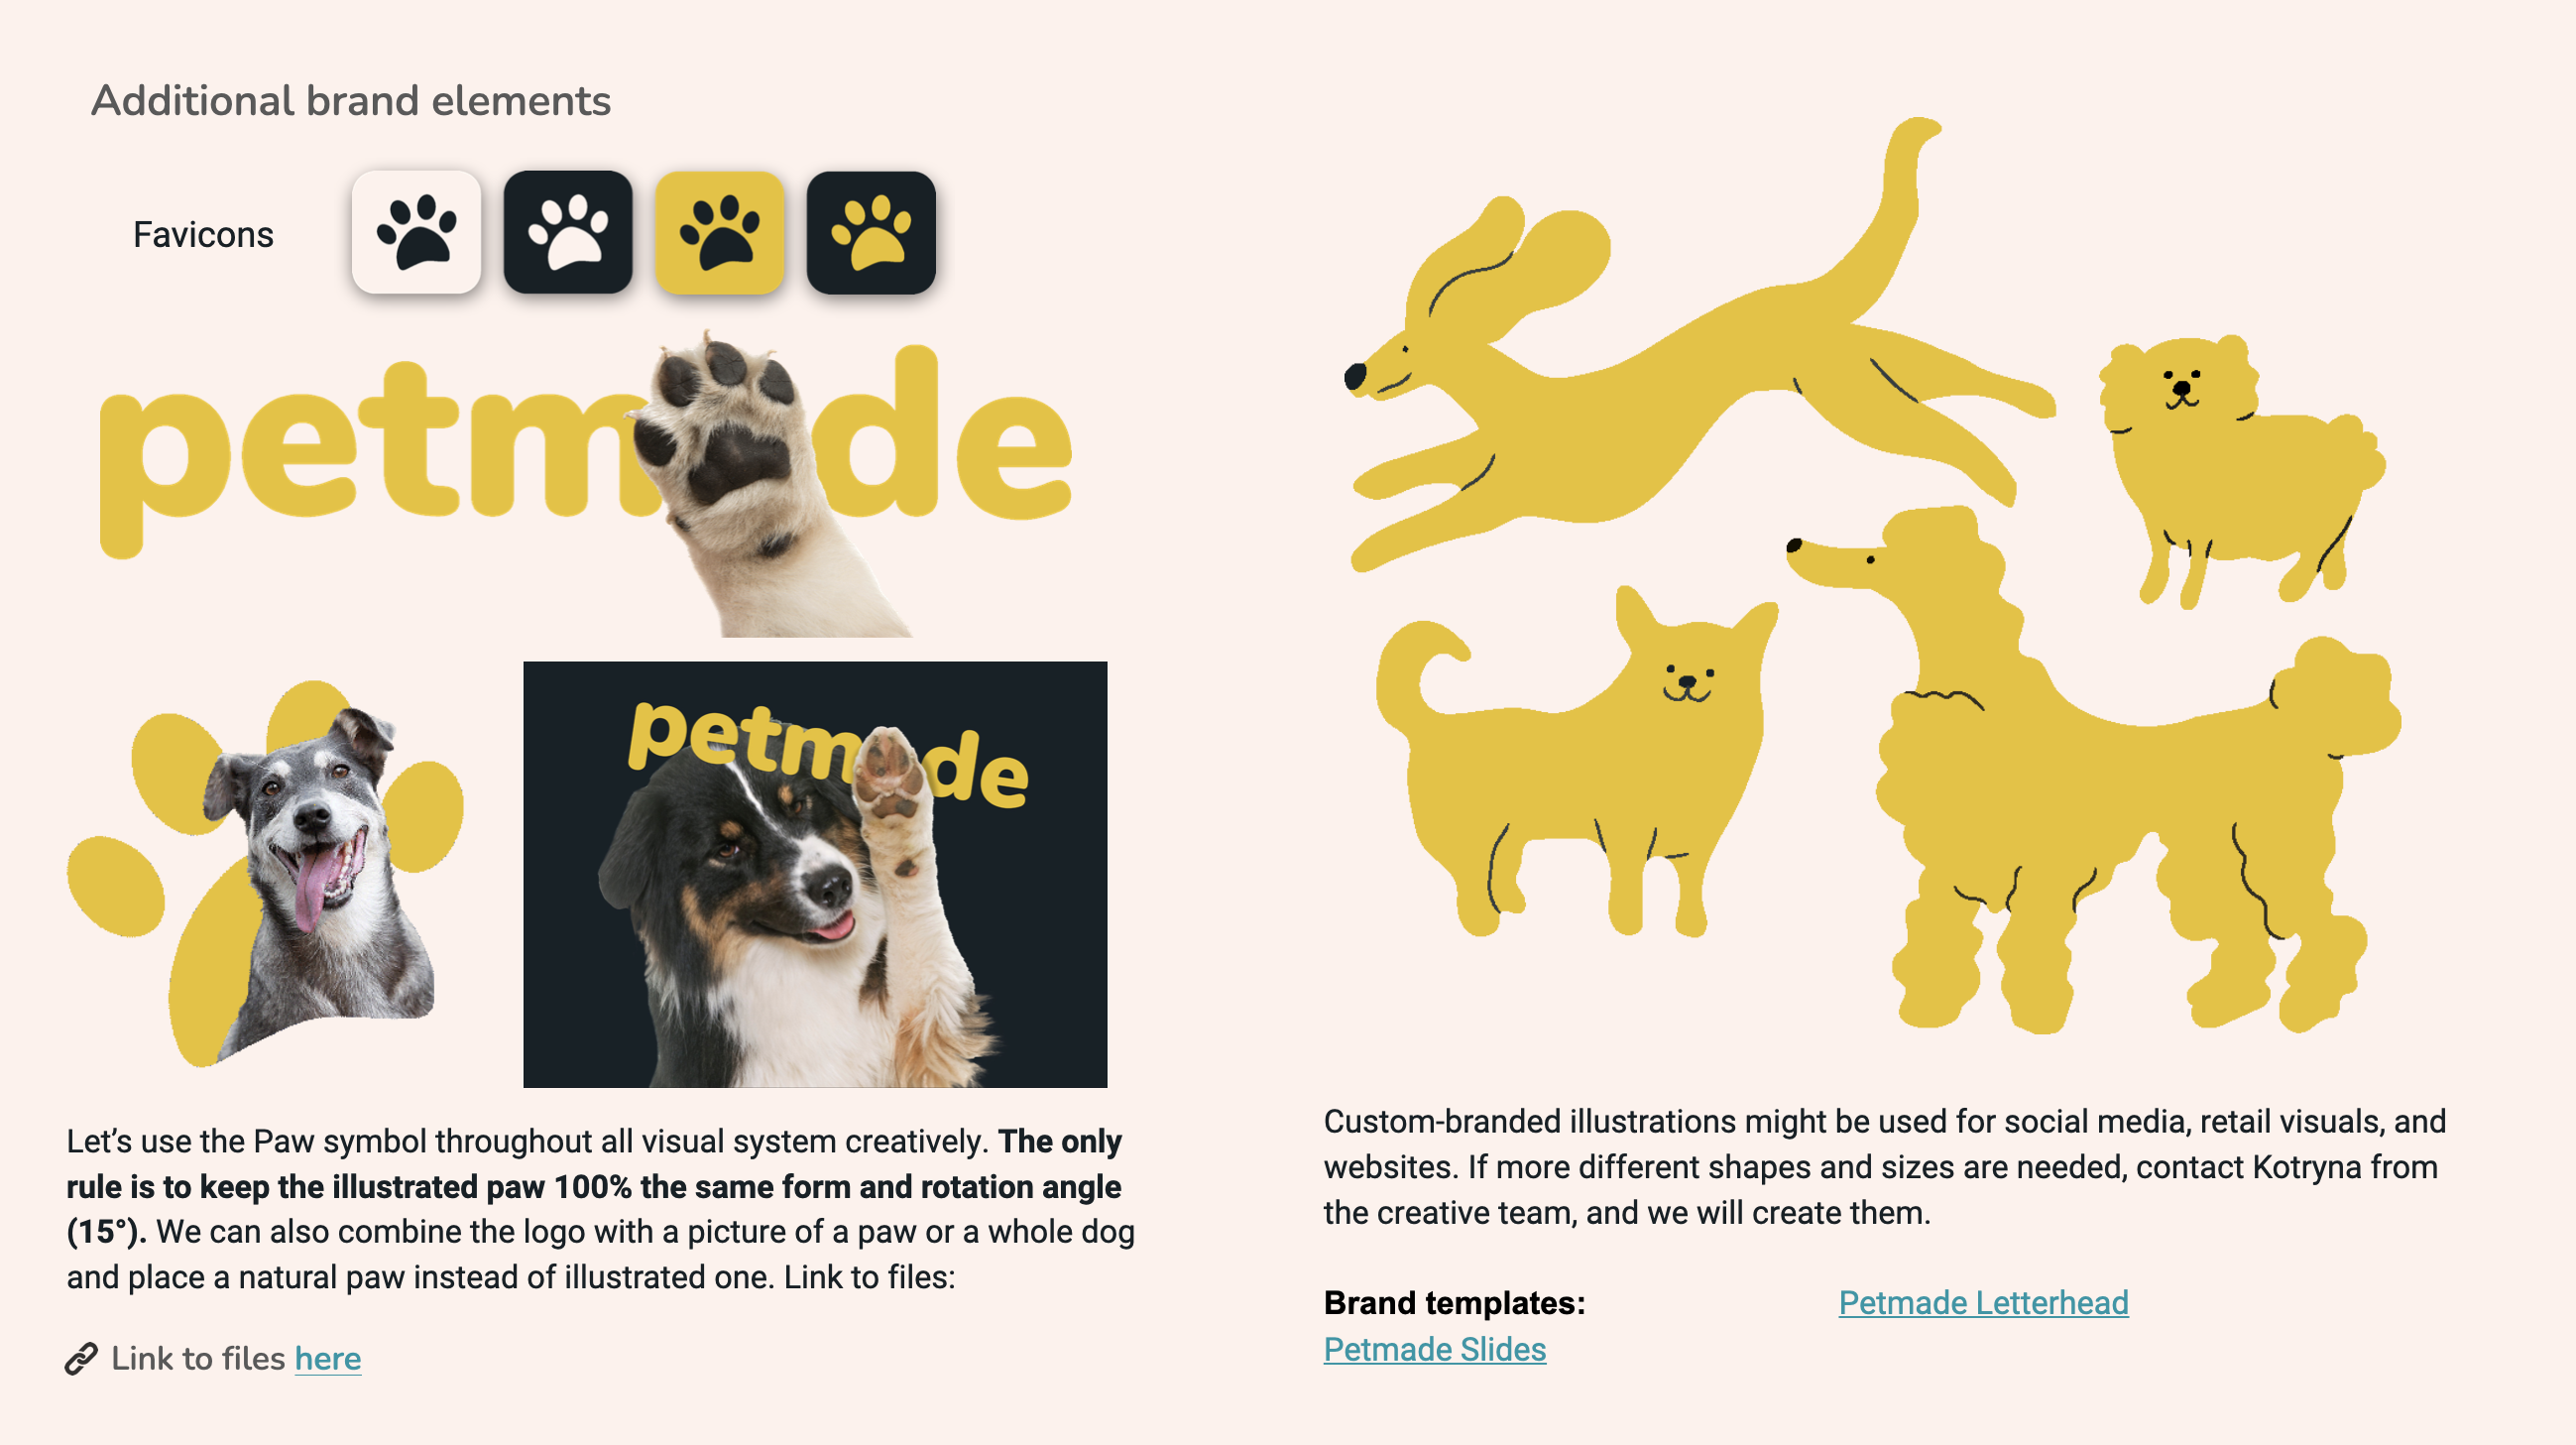 Additional brand elements
Favicons
petm de
petm de
Let’s use the Paw symbol throughout all visual system creatively. The only
rule is to keep the illustrated paw 100% the same form and rotation angle
(15°). We can also combine the logo with a picture of a paw or a whole dog
and place a natural paw instead of illustrated one. Link to files:
Link to files here
Custom-branded illustrations might be used for social media, retail visuals, and
websites. If more different shapes and sizes are needed, contact Kotryna from
the creative team, and we will create them.
Brand templates:
Petmade Letterhead
Petmade Slides